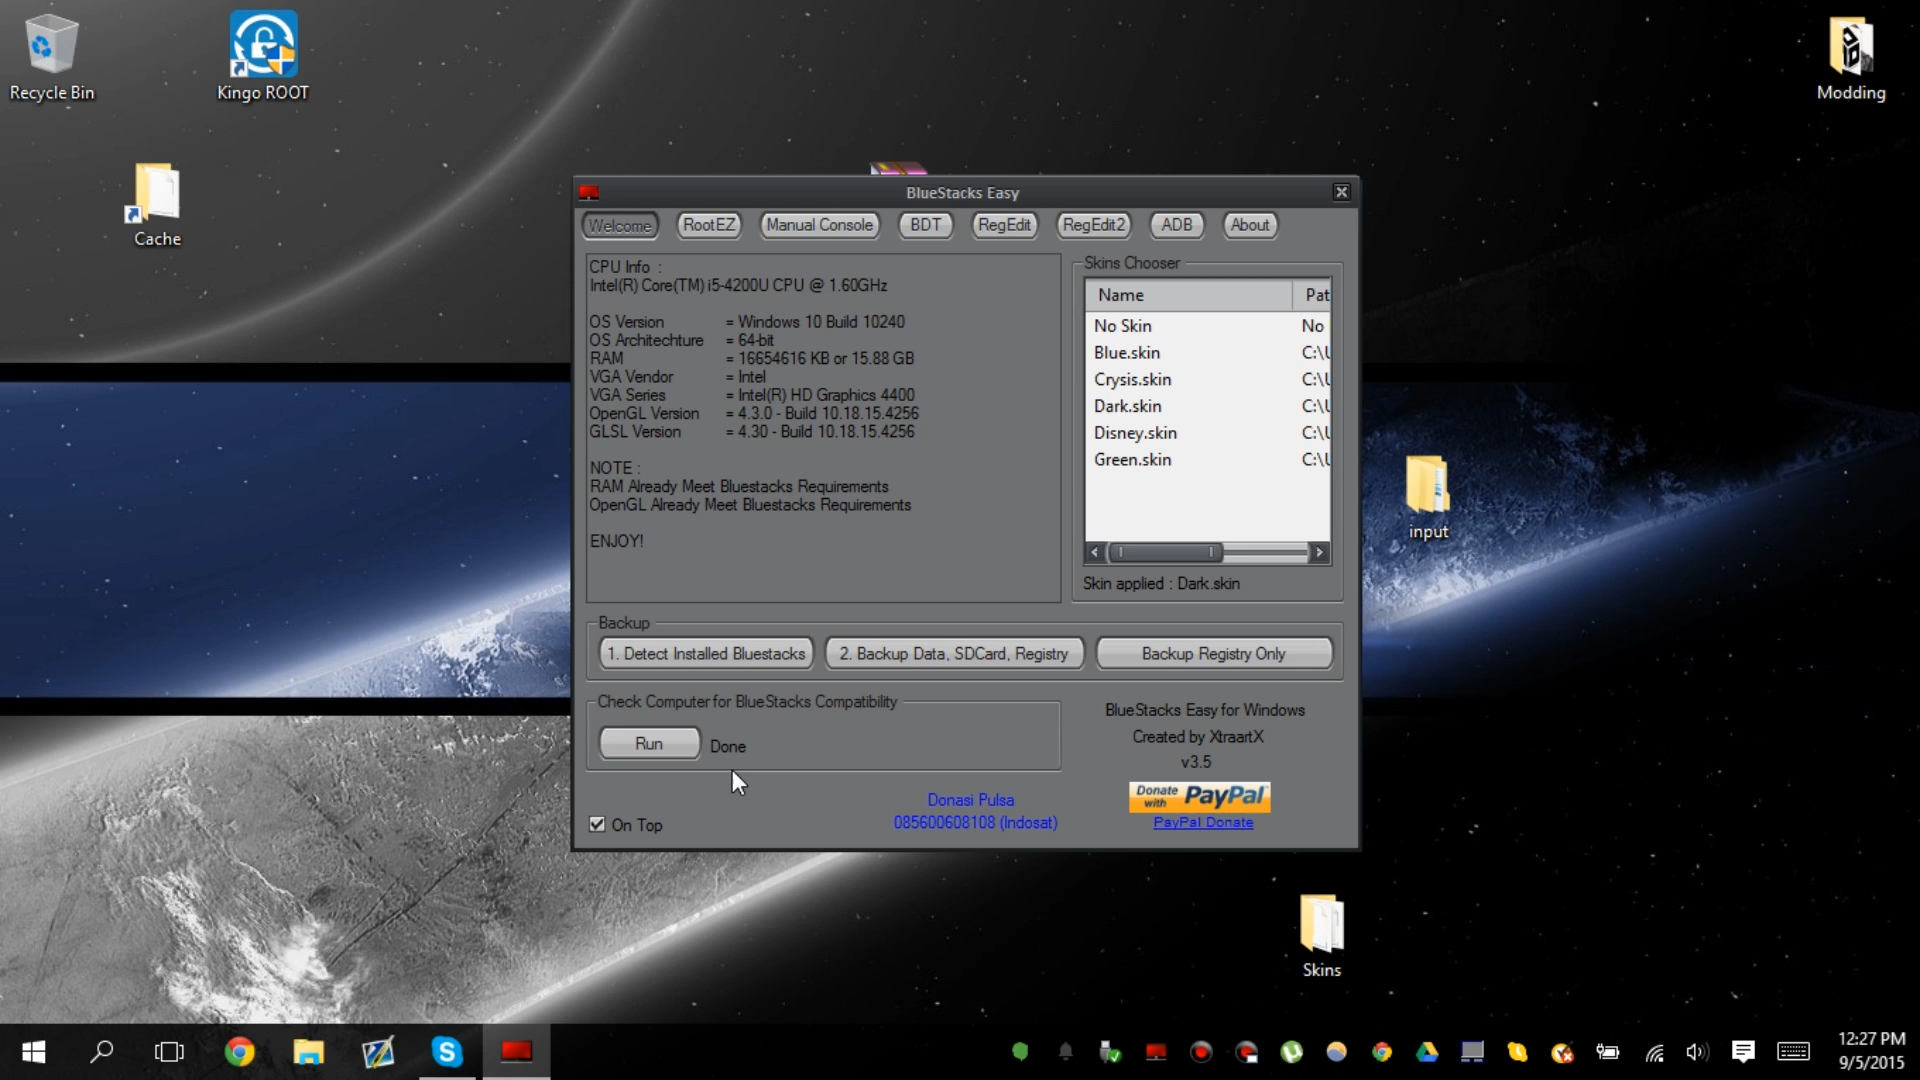 Recycle Bin
Kingo ROOT
Modding
Cache
BlueStacks Easy
Welcome
RootEZ
Manual Console
BDT
RegEdit
RegEdit2
ADB
About
CPU Info :
Intel(R) Core(TM) i5-4200U CPU @ 1.60GHz
OS Version = Windows 10 Build 10240
OS Architechture = 64-bit
RAM = 16654616 KB or 15.88 GB
VGA Vendor = Intel
VGA Series = Intel(R) HD Graphics 4400
OpenGL Version = 4.3.0 - Build 10.18.15.4256
GLSL Version = 4.30 - Build 10.18.15.4256
NOTE :
RAM Already Meet Bluestacks Requirements
OpenGL Already Meet Bluestacks Requirements
ENJOY!
Skins Chooser
Name Pat
No Skin No
Blue.skin C:\U
Crysis.skin C:\U
Dark.skin C:\U
Disney.skin C:\U
Green.skin C:\U
Skin applied : Dark.skin
input
Backup
1. Detect Installed Bluestacks
2. Backup Data, SDCard, Registry
Backup Registry Only
Check Computer for BlueStacks Compatibility
Run
Done
BlueStacks Easy for Windows
Created by XtraartX
v3.5
Donate with PayPal
PayPal Donate
Donasi Pulsa
085600608108 (Indosat)
On Top
Skins
12:27 PM
9/5/2015